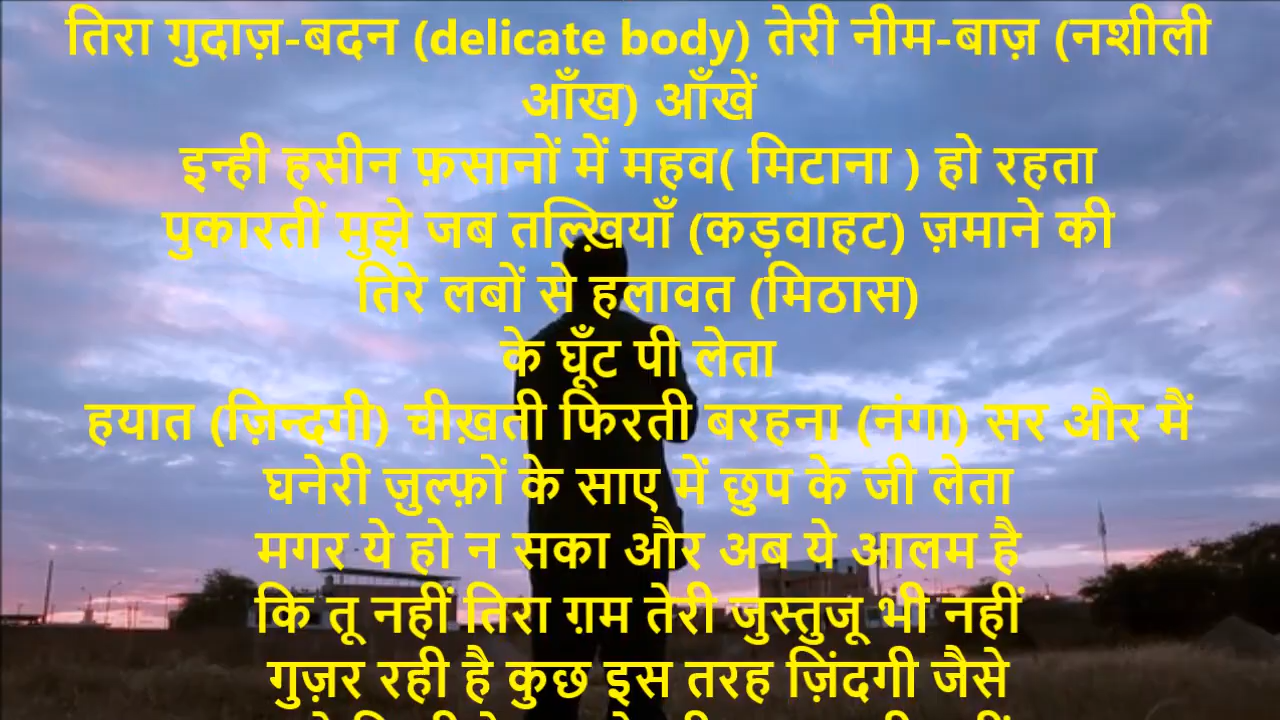 तिरा गुदाज़-बदन (delicate body) तेरी नीम-बाज़ (नशीली
आँख) आँखें
इन्ही हसीन फ़सानों में महव( मिटाना ) हो रहता
पुकारतीं मुझे जब तल्ख़ियाँ (कड़वाहट) ज़माने की
तिरे लबों से हलावत (मिठास)
के घूँट पी लेता
हयात (ज़िन्दगी) चीख़ती फिरती बरहना (नंगा) सर और मैं
घनेरी जुल्फ़ों के साए में छुप के जी लेता
मगर ये हो न सका और अब ये आलम है
कि तू नहीं तिरा ग़म तेरी जुस्तुजू भी नहीं
गुज़र रही है कुछ इस तरह ज़िंदगी जैसे